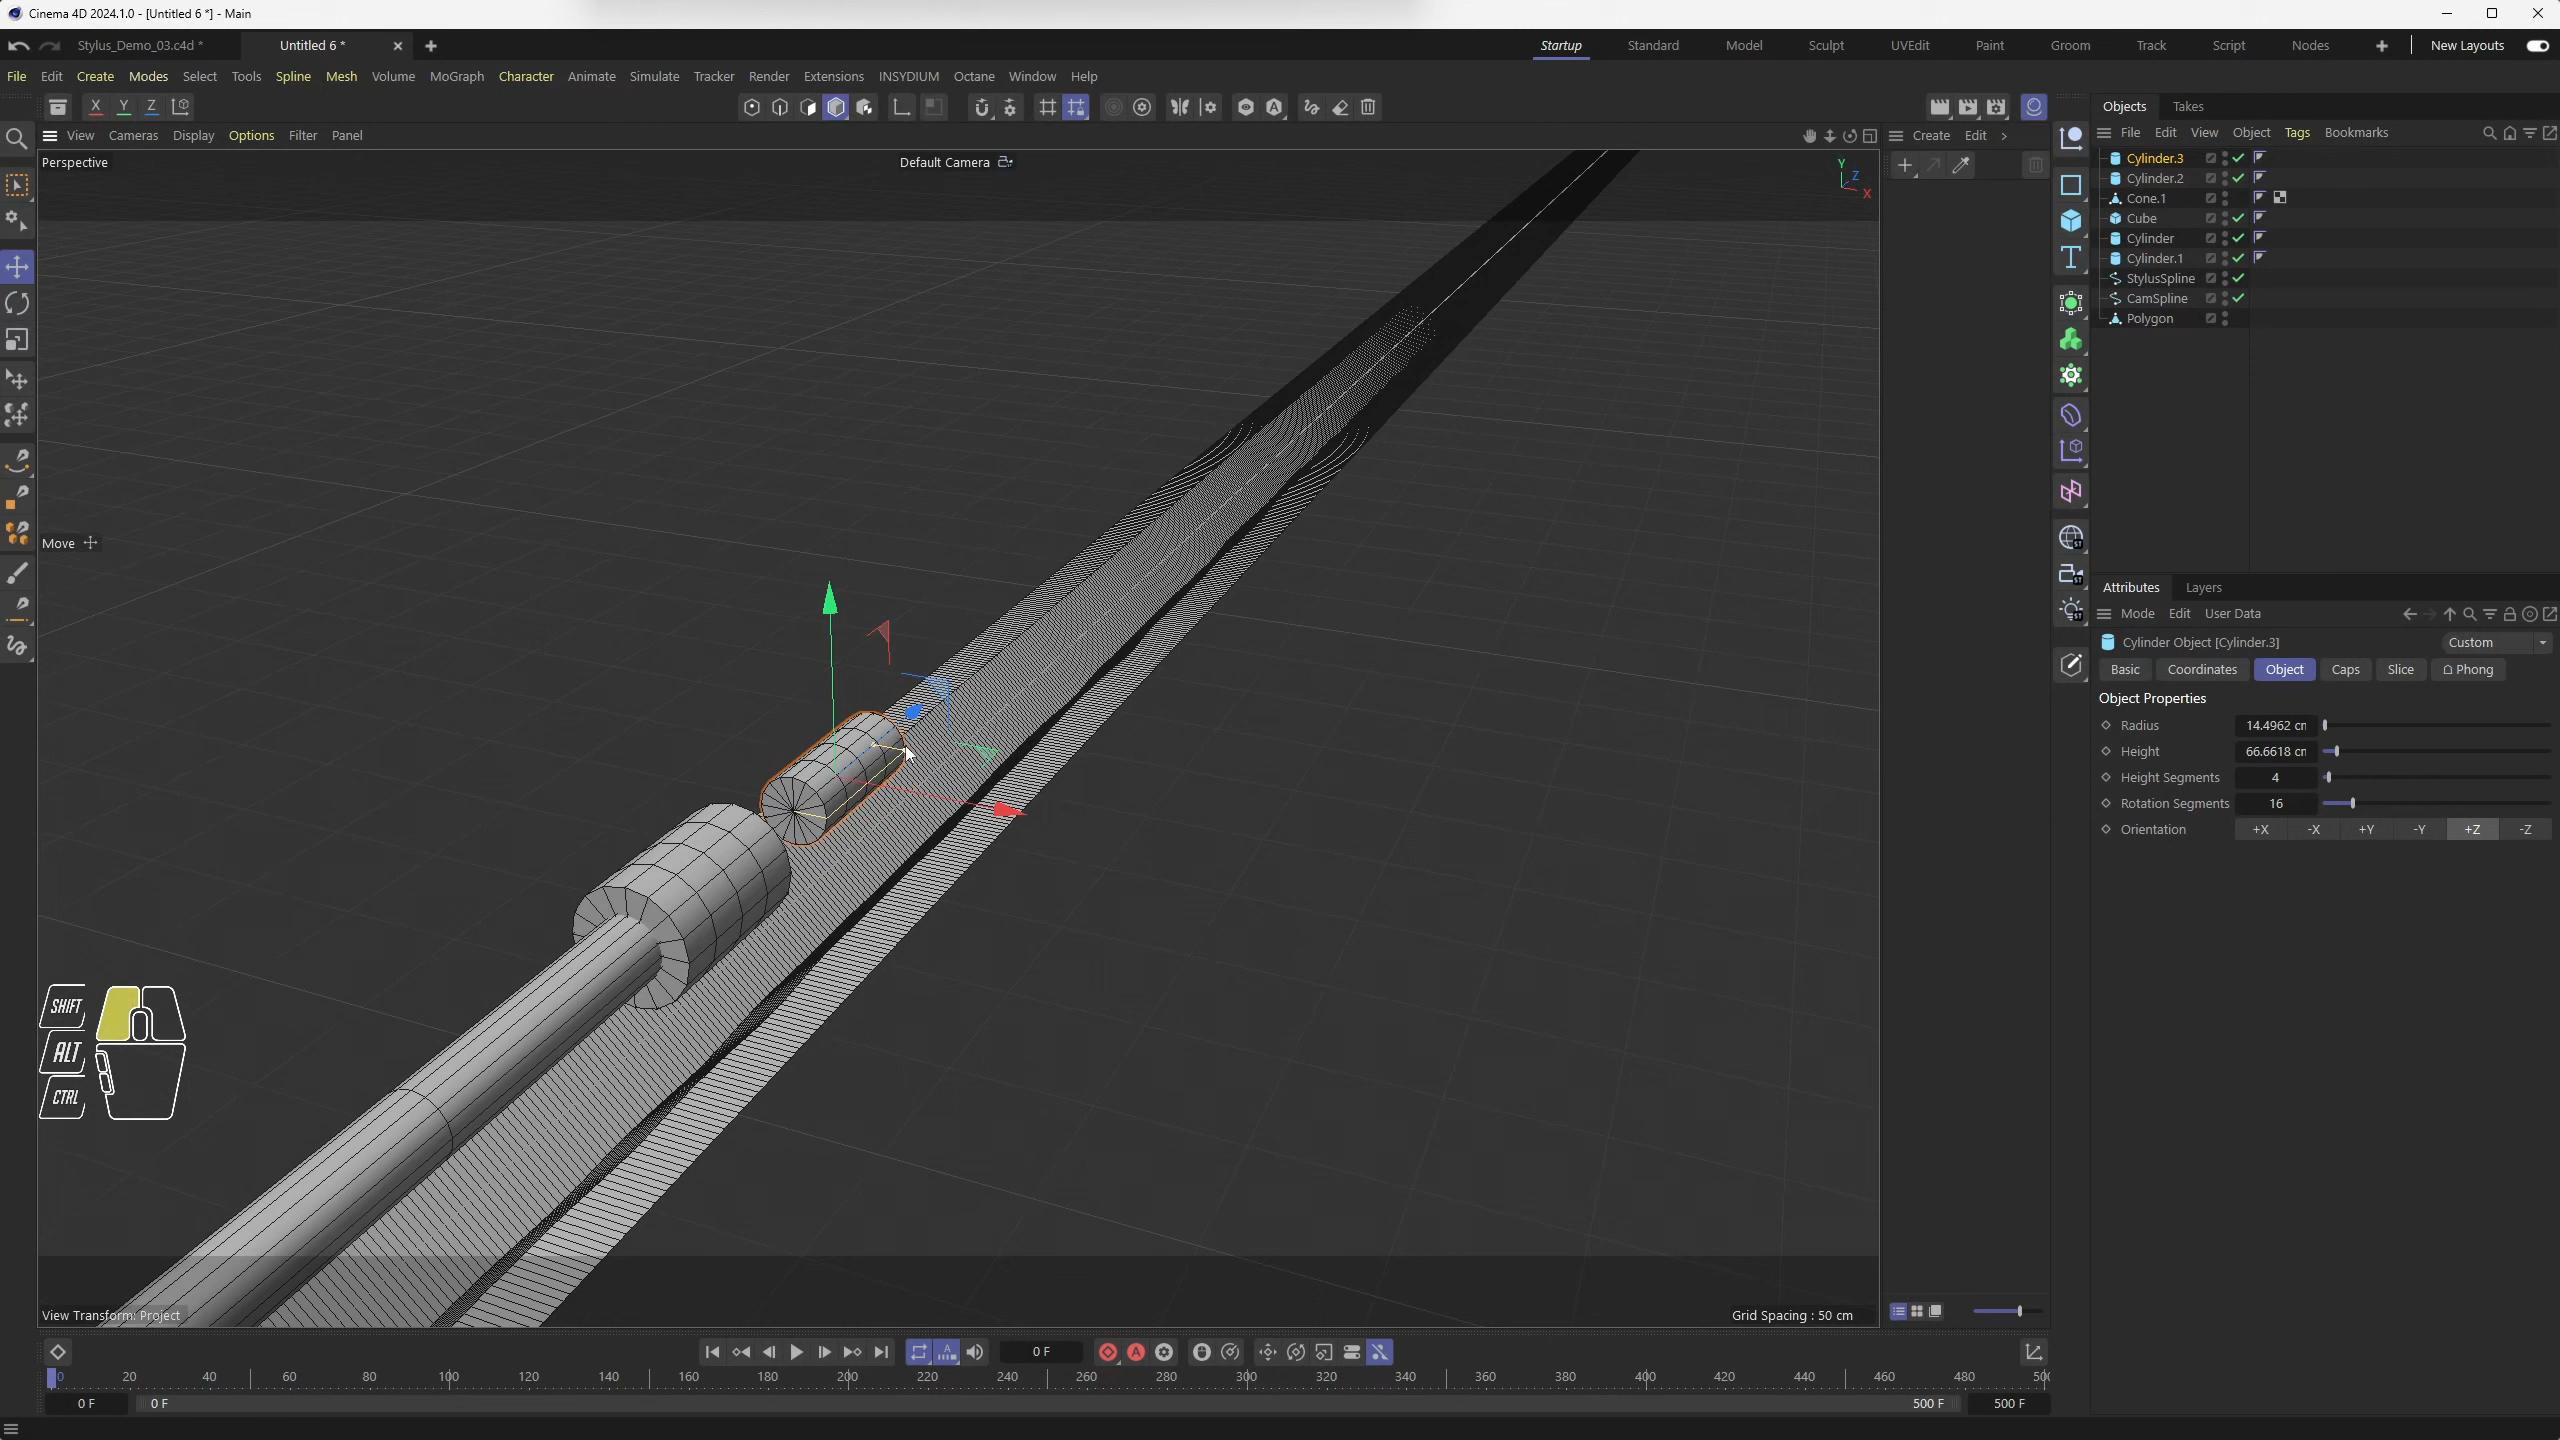 Cinema 4D 2024.1.0 - [Untitled 6 *] - Main
Stylus_Demo_03.c4d *
Untitled 6 *
Startup
Standard
Model
Sculpt
UVEdit
Paint
Groom
Track
Script
Nodes
New Layouts
File Edit Create Modes Select Tools Spline Mesh Volume MoGraph Character Animate Simulate Tracker Render Extensions INSYDIUM Octane Window Help
X Y Z
View Cameras Display Options Filter Panel
Create Edit
Perspective
Default Camera
Y
Z
X
Move
SHIFT
ALT
CTRL
View Transform: Project
Grid Spacing : 50 cm
Objects Takes
File Edit View Object Tags Bookmarks
Cylinder.3
Cylinder.2
Cone.1
Cube
Cylinder
Cylinder.1
StylusSpline
CamSpline
Polygon
Attributes Layers
Mode Edit User Data
Cylinder Object [Cylinder.3]
Custom
Basic Coordinates Object Caps Slice Phong
Object Properties
Radius 14.4962 cm
Height 66.6618 cm
Height Segments 4
Rotation Segments 16
Orientation +X -X +Y -Y +Z -Z
0 F
0 20 40 60 80 100 120 140 160 180 200 220 240 260 280 300 320 340 360 380 400 420 440 460 480 500
0 F 0 F 500 F 500 F